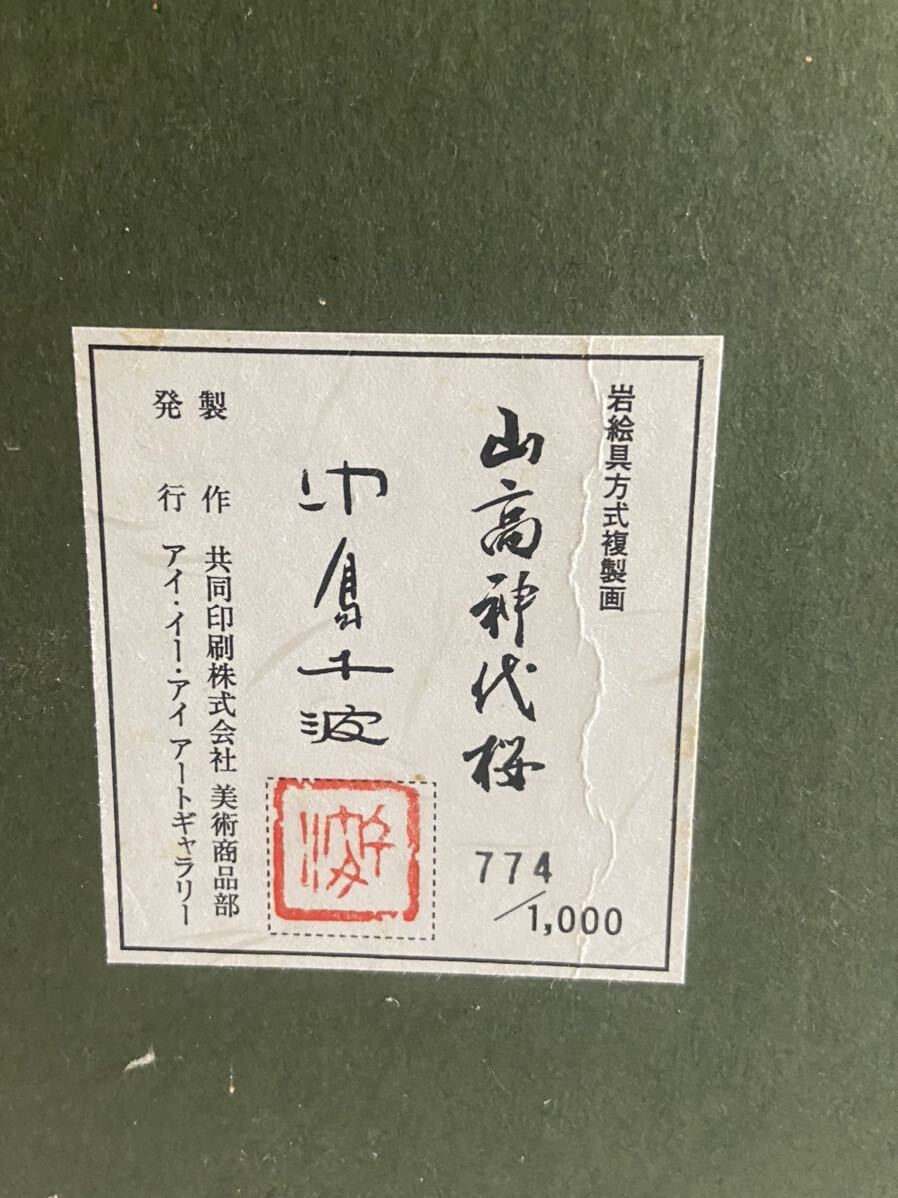 岩絵具方式複製画
山高神代桜
774/1,000
中島千波
千波
製作 共同印刷株式会社 美術商品部
発行 アイ・イー・アイ アートギャラリー